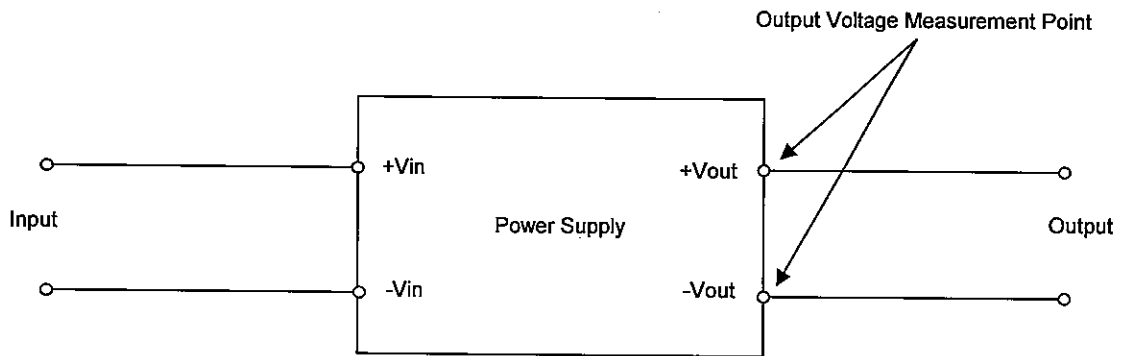 Output Voltage Measurement Point
+Vin
+Vout
Input
Power Supply
Output
-Vin
-Vout